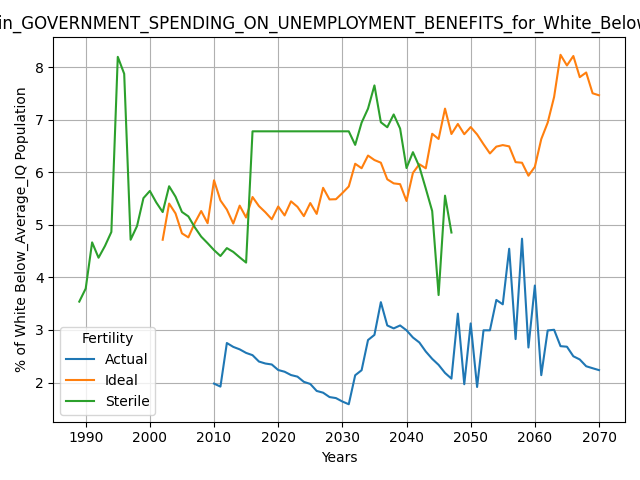 in_GOVERNMENT_SPENDING_ON_UNEMPLOYMENT_BENEFITS_for_White_Below
% of White Below_Average_IQ Population
8
7
6
5
4
3
2
Fertility
Actual
Ideal
Sterile
1990 2000 2010 2020 2030 2040 2050 2060 2070
Years